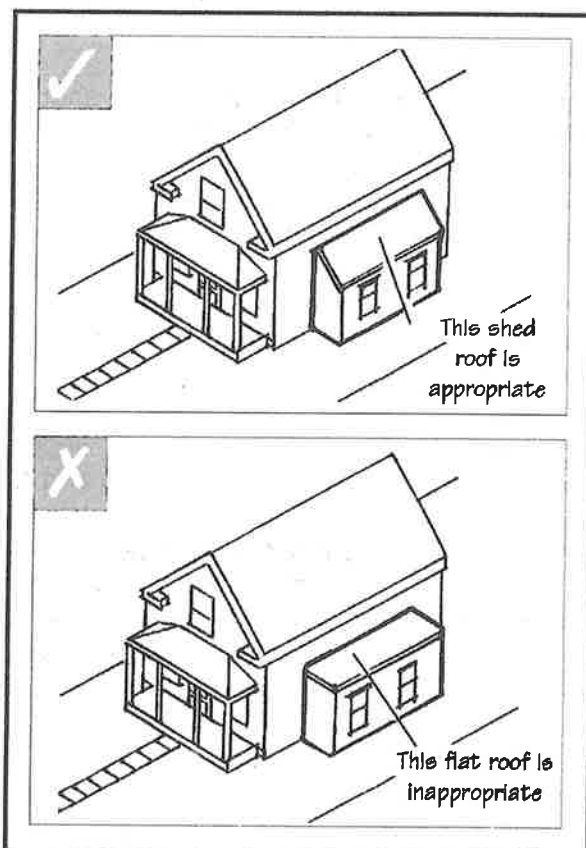 This shed
roof is
appropriate
This flat roof is
inappropriate